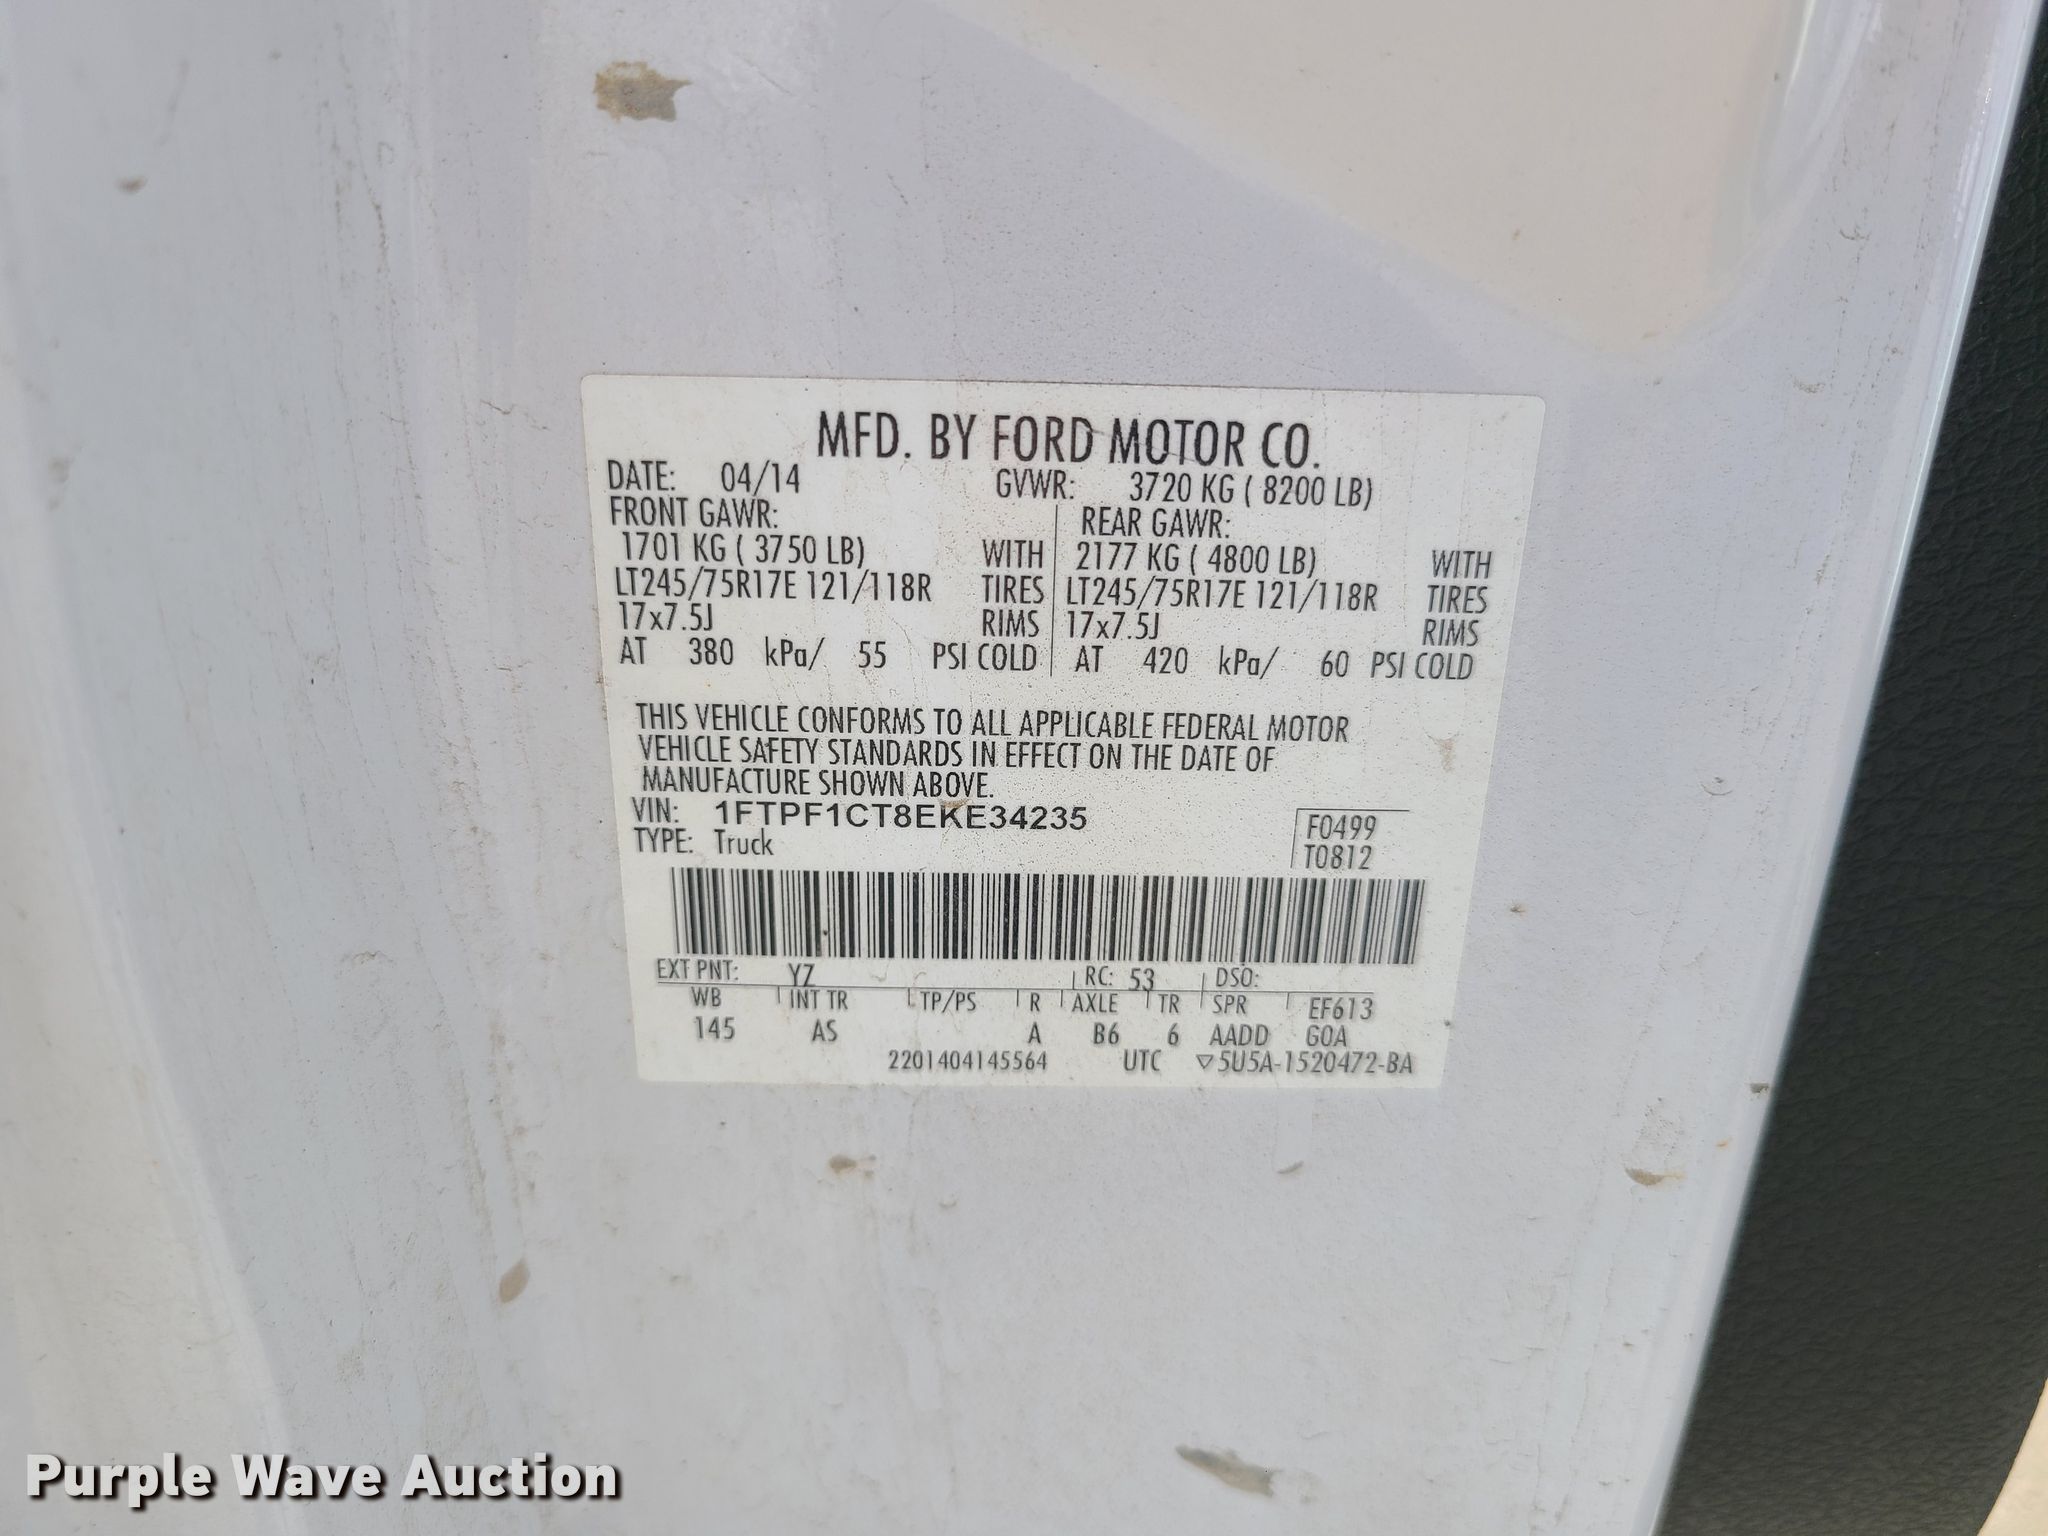 MFD. BY FORD MOTOR CO.
DATE: 04/14 GVWR: 3720 KG ( 8200 LB)
FRONT GAWR: REAR GAWR:
1701 KG ( 3750 LB) WITH 2177 KG ( 4800 LB) WITH
LT245/75R17E 121/118R TIRES LT245/75R17E 121/118R TIRES
17x7.5J RIMS 17x7.5J RIMS
AT 380 kPa/ 55 PSI COLD AT 420 kPa/ 60 PSI COLD
THIS VEHICLE CONFORMS TO ALL APPLICABLE FEDERAL MOTOR
VEHICLE SAFETY STANDARDS IN EFFECT ON THE DATE OF
MANUFACTURE SHOWN ABOVE.
VIN: 1FTPF1CT8EKE34235 F0499
TYPE: Truck T0812
EXT PNT: YZ RC: 53 DSO:
WB INT TR TP/PS R AXLE TR SPR EF613
145 AS A B6 6 AADD GOA
2201404145564 UTC ▽5U5A-1520472-BA
Purple Wave Auction